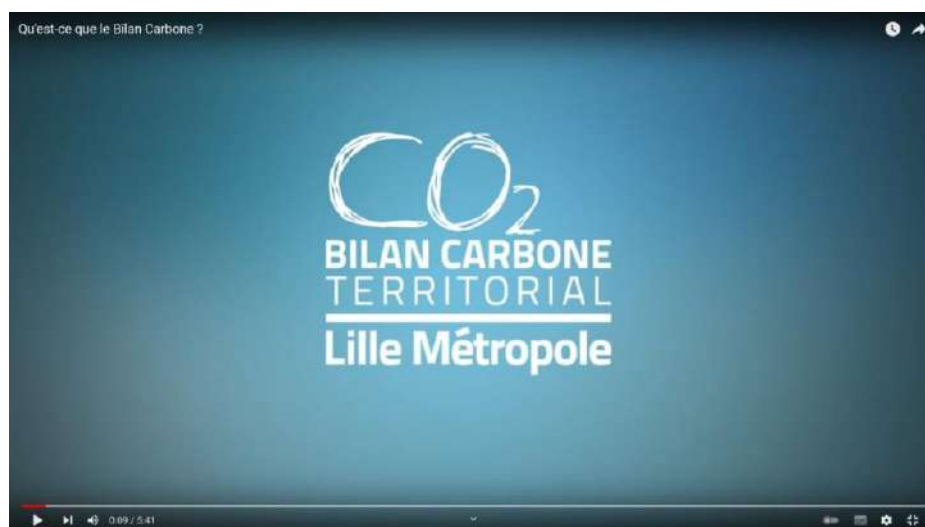 Qu'est-ce que le Bilan Carbone ?
CO2
BILAN CARBONE
TERRITORIAL
Lille Métropole
0:09 / 5:41